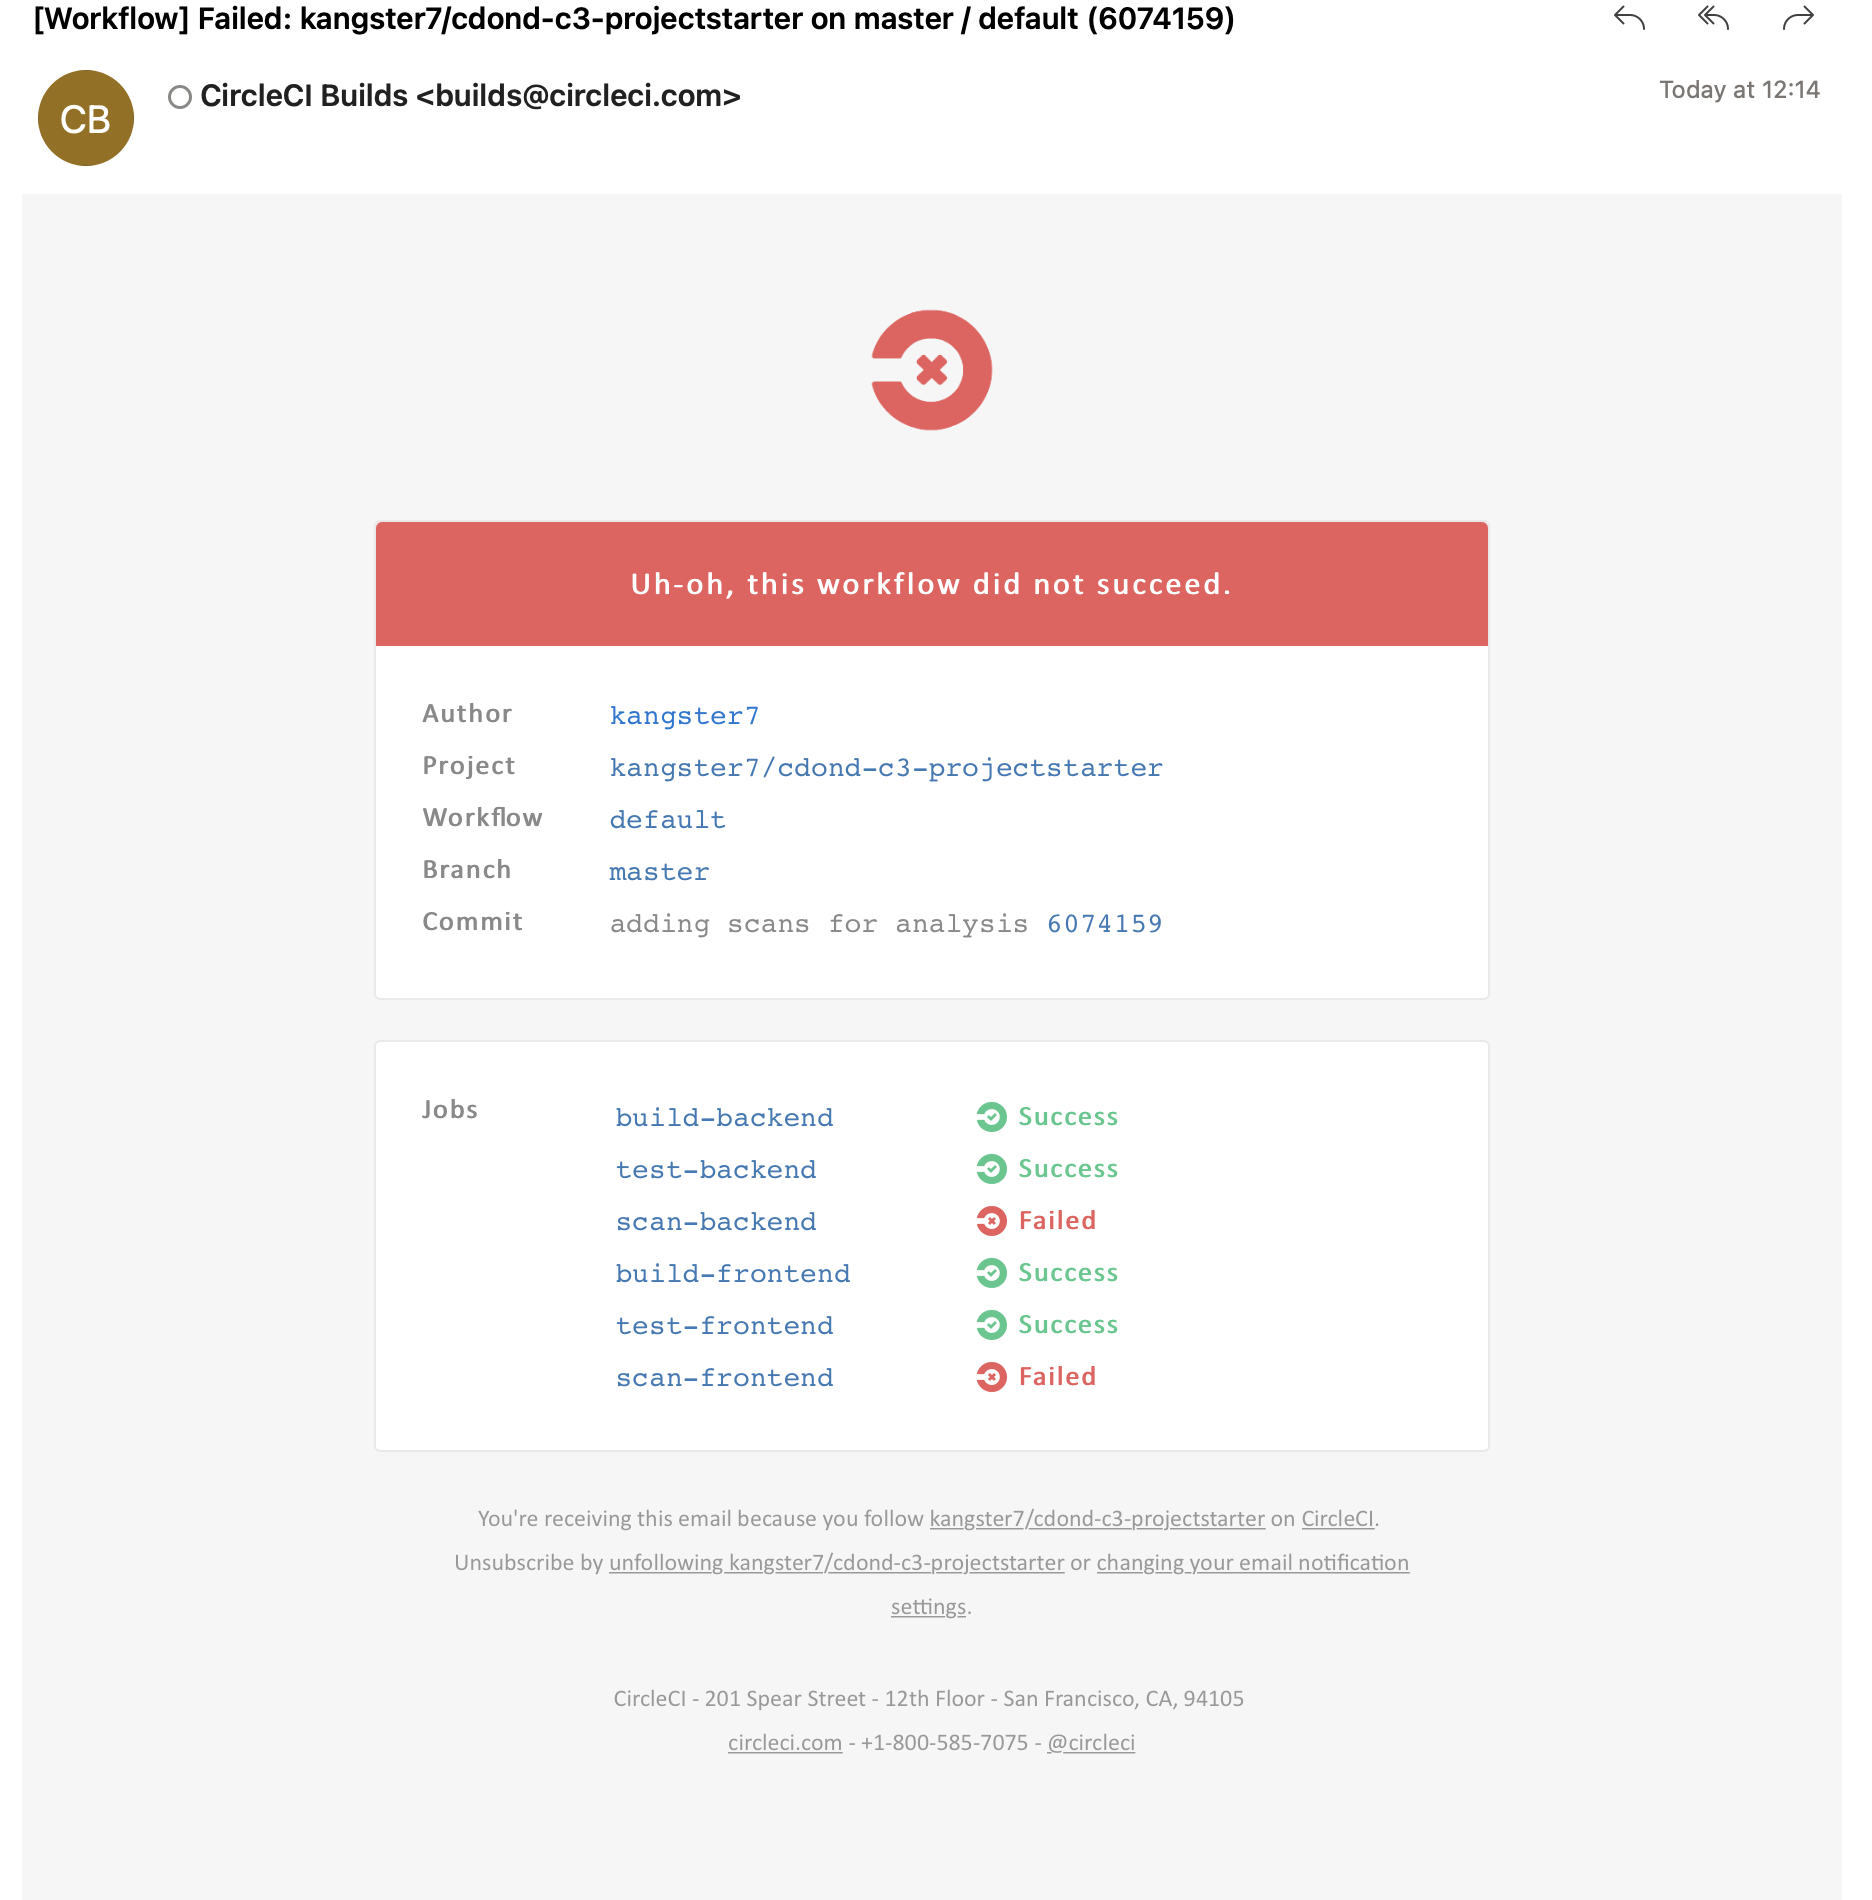 [Workflow] Failed: kangster7/cdond-c3-projectstarter on master / default (6074159)
CB
CircleCI Builds <builds@circleci.com>
Today at 12:14
Uh-oh, this workflow did not succeed.
Author kangster7
Project kangster7/cdond-c3-projectstarter
Workflow default
Branch master
Commit adding scans for analysis 6074159
Jobs build-backend Success
test-backend Success
scan-backend Failed
build-frontend Success
test-frontend Success
scan-frontend Failed
You're receiving this email because you follow kangster7/cdond-c3-projectstarter on CircleCI.
Unsubscribe by unfollowing kangster7/cdond-c3-projectstarter or changing your email notification
settings.
CircleCI - 201 Spear Street - 12th Floor - San Francisco, CA, 94105
circleci.com - +1-800-585-7075 - @circleci